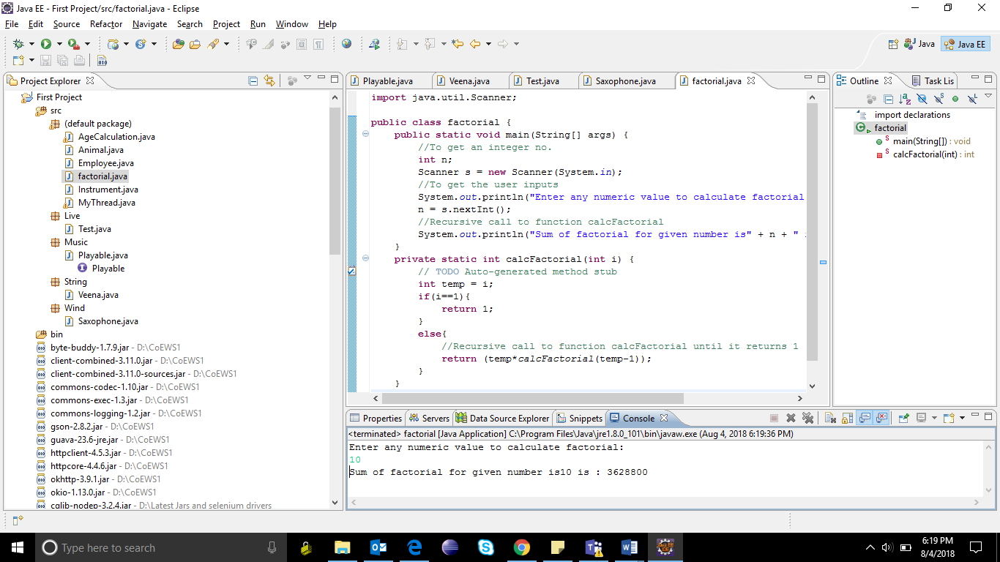 Java EE - First Project/src/factorial.java - Eclipse
File Edit Source Refactor Navigate Search Project Run Window Help
Java Java EE
Project Explorer
First Project
src
(default package)
AgeCalculation.java
Animal.java
Employee.java
factorial.java
Instrument.java
MyThread.java
Live
Test.java
Music
Playable.java
Playable
String
Veena.java
Wind
Saxophone.java
bin
byte-buddy-1.7.9.jar - D:\CoEWS1
client-combined-3.11.0.jar - D:\CoEWS1
client-combined-3.11.0-sources.jar - D:\CoEWS1
commons-codec-1.10.jar - D:\CoEWS1
commons-exec-1.3.jar - D:\CoEWS1
commons-logging-1.2.jar - D:\CoEWS1
gson-2.8.2.jar - D:\CoEWS1
guava-23.6-jre.jar - D:\CoEWS1
httpclient-4.5.3.jar - D:\CoEWS1
httpcore-4.4.6.jar - D:\CoEWS1
okhttp-3.9.1.jar - D:\CoEWS1
okio-1.13.0.jar - D:\CoEWS1
cglib-nodep-3.2.4.jar - D:\Latest Jars and selenium drivers
Playable.java Veena.java Test.java Saxophone.java factorial.java
import java.util.Scanner;
public class factorial {
public static void main(String[] args) {
//To get an integer no.
int n;
Scanner s = new Scanner(System.in);
//To get the user inputs
System.out.println("Enter any numeric value to calculate factorial
n = s.nextInt();
//Recursive call to function calcFactorial
System.out.println("Sum of factorial for given number is" + n + "
}
private static int calcFactorial(int i) {
// TODO Auto-generated method stub
int temp = i;
if(i==1){
return 1;
}
else{
//Recursive call to function calcFactorial until it returns 1
return (temp*calcFactorial(temp-1));
}
}
Outline Task Lis
import declarations
factorial
main(String[]) : void
calcFactorial(int) : int
Properties Servers Data Source Explorer Snippets Console
<terminated> factorial [Java Application] C:\Program Files\Java\jre1.8.0_101\bin\javaw.exe (Aug 4, 2018 6:19:36 PM)
Enter any numeric value to calculate factorial:
10
Sum of factorial for given number is10 is : 3628800
Type here to search
6:19 PM
8/4/2018